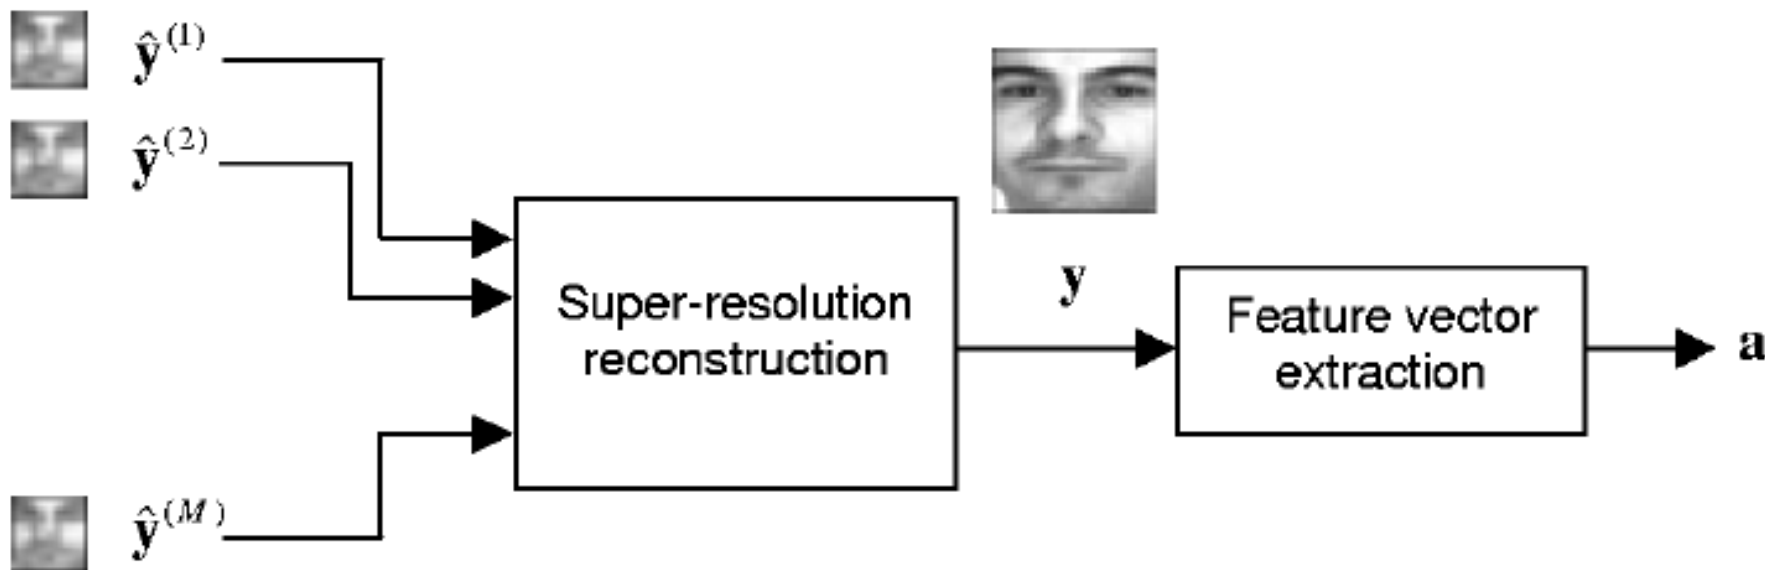 ŷ(1)
ŷ(2)
Super-resolution
reconstruction
y
Feature vector
extraction
a
ŷ(M)